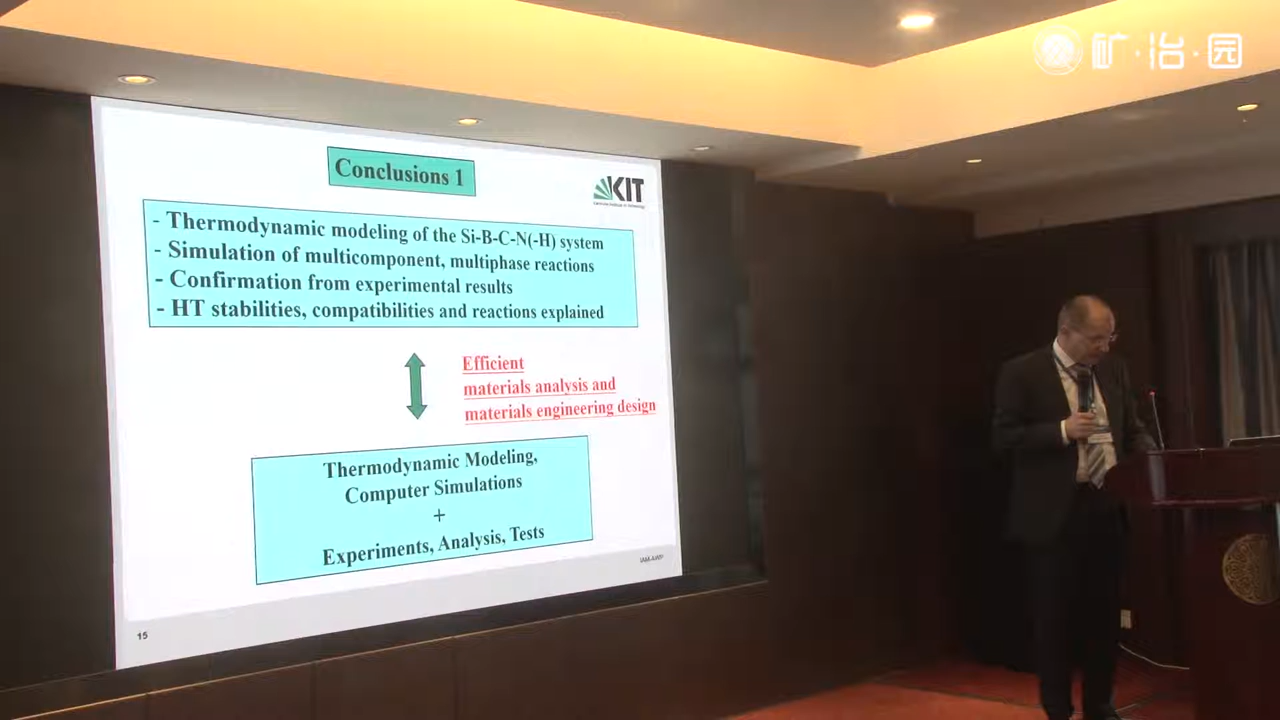 矿·冶·园
Conclusions 1
KIT
- Thermodynamic modeling of the Si-B-C-N(-H) system
- Simulation of multicomponent, multiphase reactions
- Confirmation from experimental results
- HT stabilities, compatibilities and reactions explained
Efficient
materials analysis and
materials engineering design
Thermodynamic Modeling,
Computer Simulations
+
Experiments, Analysis, Tests
IAM-AWP
15